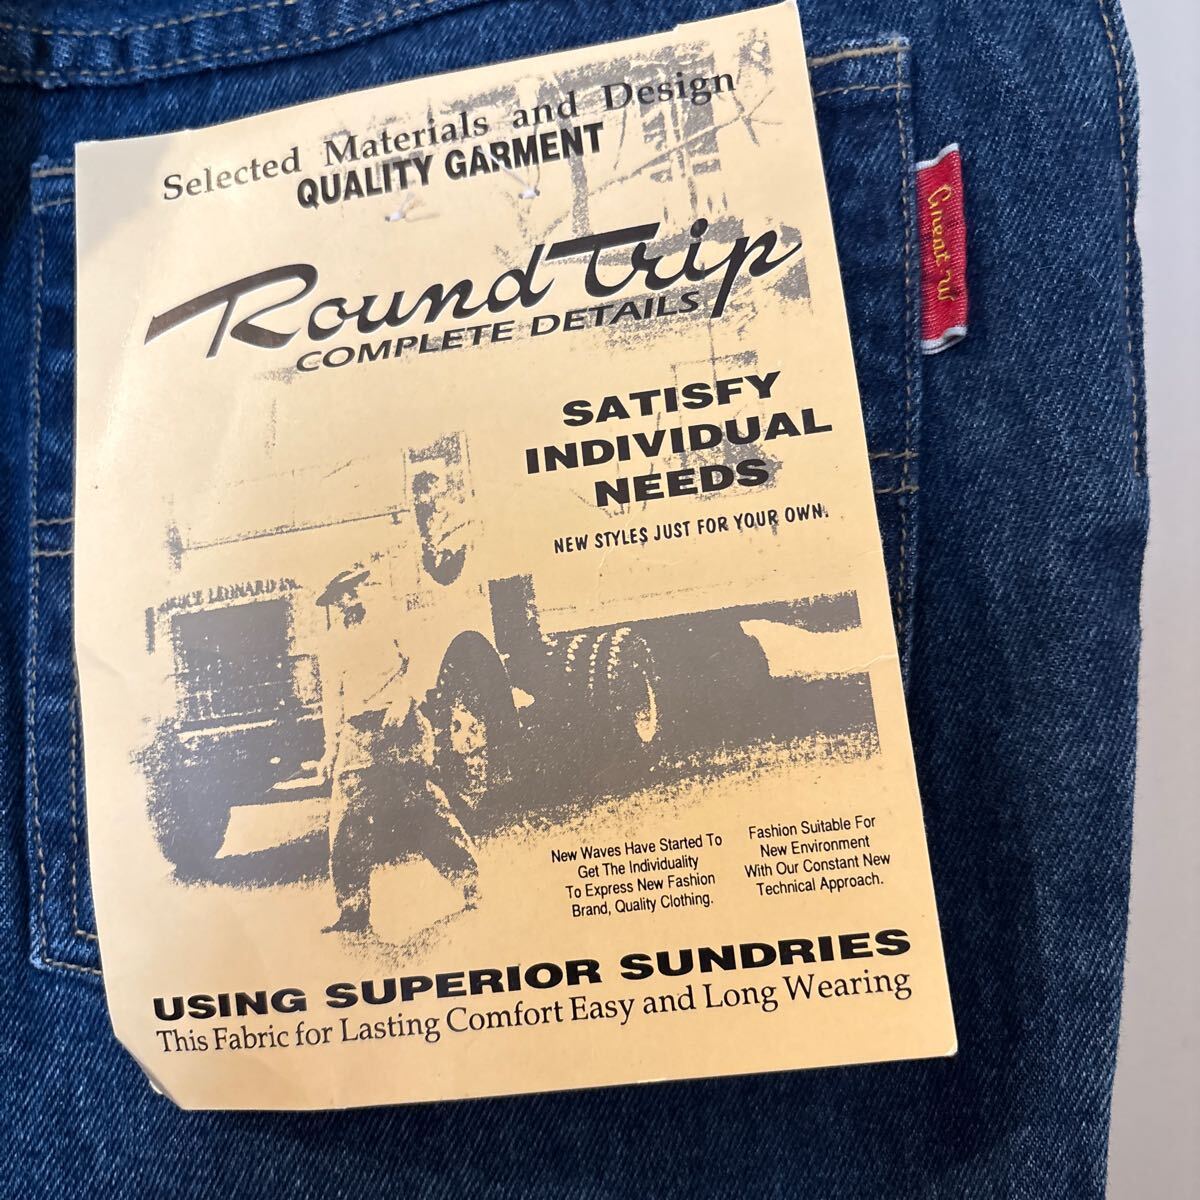 Selected Materials and Design
QUALITY GARMENT
Round Trip
COMPLETE DETAILS
SATISFY
INDIVIDUAL
NEEDS
NEW STYLES JUST FOR YOUR OWN.
BRUCE LEONARD INC.
New Waves Have Started To
Get The Individuality
To Express New Fashion
Brand, Quality Clothing.
Fashion Suitable For
New Environment
With Our Constant New
Technical Approach.
USING SUPERIOR SUNDRIES
This Fabric for Lasting Comfort Easy and Long Wearing